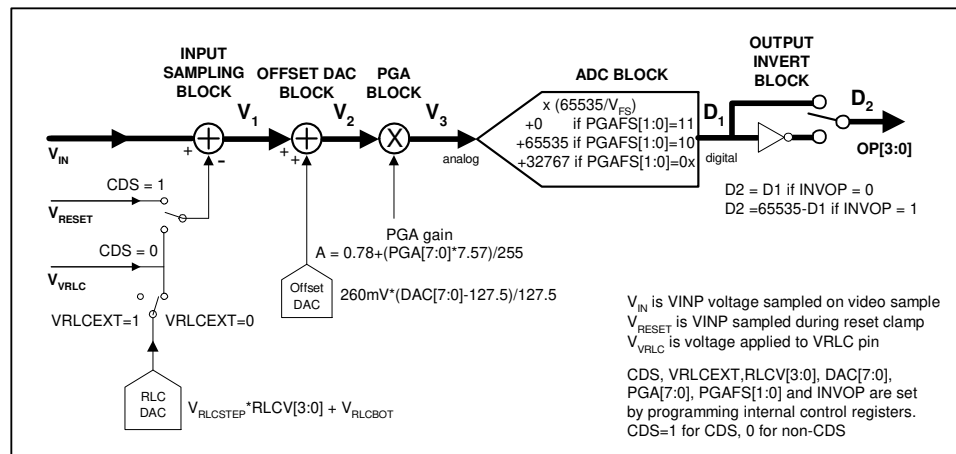 INPUT
SAMPLING
BLOCK
OFFSET DAC
BLOCK
PGA
BLOCK
ADC BLOCK
OUTPUT
INVERT
BLOCK
V1
V2
V3
D1
D2
x (65535/VFS)
+0 if PGAFS[1:0]=11
+65535 if PGAFS[1:0]=10
+32767 if PGAFS[1:0]=0x
+
-
+
+
+
X
analog
digital
OP[3:0]
VIN
CDS = 1
VRESET
CDS = 0
VVRLC
VRLCEXT=1
VRLCEXT=0
RLC
DAC
VRLCSTEP*RLCV[3:0] + VRLCBOT
PGA gain
A = 0.78+(PGA[7:0]*7.57)/255
Offset
DAC
260mV*(DAC[7:0]-127.5)/127.5
D2 = D1 if INVOP = 0
D2 =65535-D1 if INVOP = 1
VIN is VINP voltage sampled on video sample
VRESET is VINP sampled during reset clamp
VVRLC is voltage applied to VRLC pin
CDS, VRLCEXT,RLCV[3:0], DAC[7:0],
PGA[7:0], PGAFS[1:0] and INVOP are set
by programming internal control registers.
CDS=1 for CDS, 0 for non-CDS